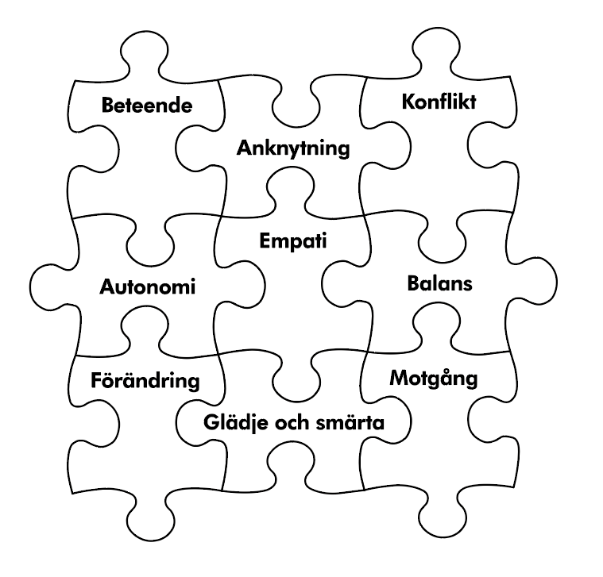 Beteende
Anknytning
Konflikt
Autonomi
Empati
Balans
Förändring
Glädje och smärta
Motgång